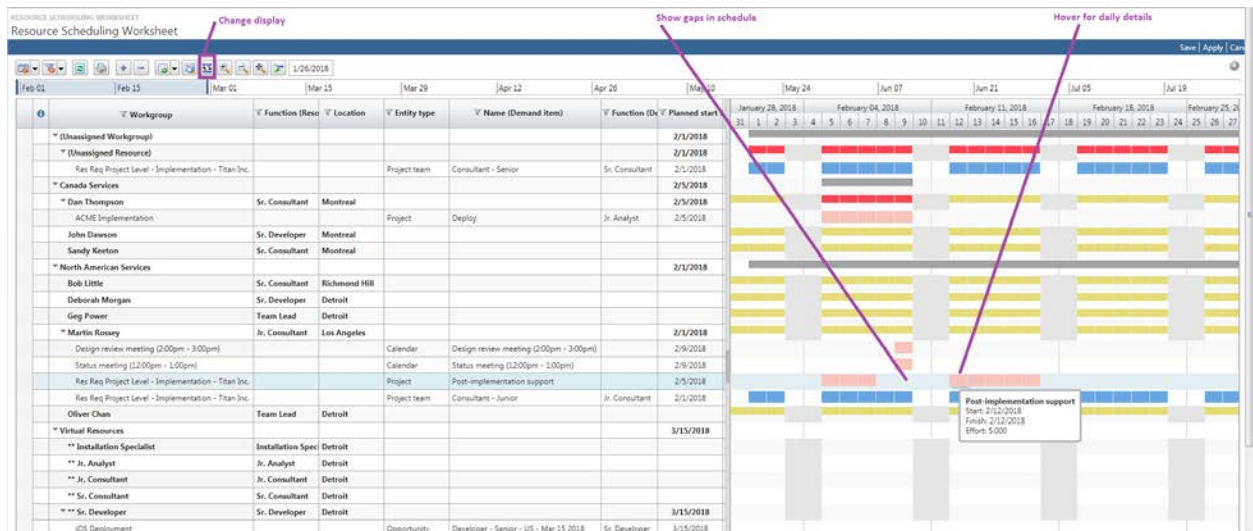 RESOURCE SCHEDULING WORKSHEET
Resource Scheduling Worksheet
Change display
Show gaps in schedule
Hover for daily details
Save | Apply |
1/26/2018
Feb 01 Feb 15 Mar 01 Mar 15 Mar 29 Apr 12 Apr 26 May 10 May 24 Jun 07 Jun 21 Jul 05 Jul 19
Workgroup Function (Reso Location Entity type Name (Demand item) Function (De Planned start
January 28, 2018 February 04, 2018 February 11, 2018 February 18, 2018 February 25, 2
31 1 2 3 4 5 6 7 8 9 10 11 12 13 14 15 16 17 18 19 20 21 22 23 24 25 26 27
(Unassigned Workgroup) 2/1/2018
(Unassigned Resource) 2/1/2018
Res Req Project Level - Implementation - Titan Inc. Project team Consultant - Senior Sr. Consultant 2/1/2018
Canada Services 2/5/2018
Dan Thompson Sr. Consultant Montreal 2/5/2018
ACME Implementation Project Deploy Jr. Analyst 2/5/2018
John Dawson Sr. Developer Montreal
Sandy Keeton Sr. Consultant Montreal
North American Services 2/1/2018
Bob Little Sr. Consultant Richmond Hill
Deborah Morgan Sr. Developer Detroit
Geg Power Team Lead Detroit
Martin Rossey Jr. Consultant Los Angeles 2/1/2018
Design review meeting (2:00pm - 3:00pm) Calendar Design review meeting (2:00pm - 3:00pm) 2/9/2018
Status meeting (12:00pm - 1:00pm) Calendar Status meeting (12:00pm - 1:00pm) 2/9/2018
Res Req Project Level - Implementation - Titan Inc. Project Post-implementation support 2/5/2018
Res Req Project Level - Implementation - Titan Inc. Project team Consultant - Junior Jr. Consultant 2/1/2018
Oliver Chan Team Lead Detroit
Post-implementation support
Start: 2/12/2018
Finish: 2/12/2018
Effort: 5.000
Virtual Resources 3/15/2018
** Installation Specialist Installation Speci Detroit
** Jr. Analyst Jr. Analyst Detroit
** Jr. Consultant Jr. Consultant Detroit
** Sr. Consultant Sr. Consultant Detroit
** Sr. Developer Sr. Developer Detroit 3/15/2018
iOS Deployment Opportunity Developer - Senior - US - Mar 15 2018 Sr. Developer 3/15/2018